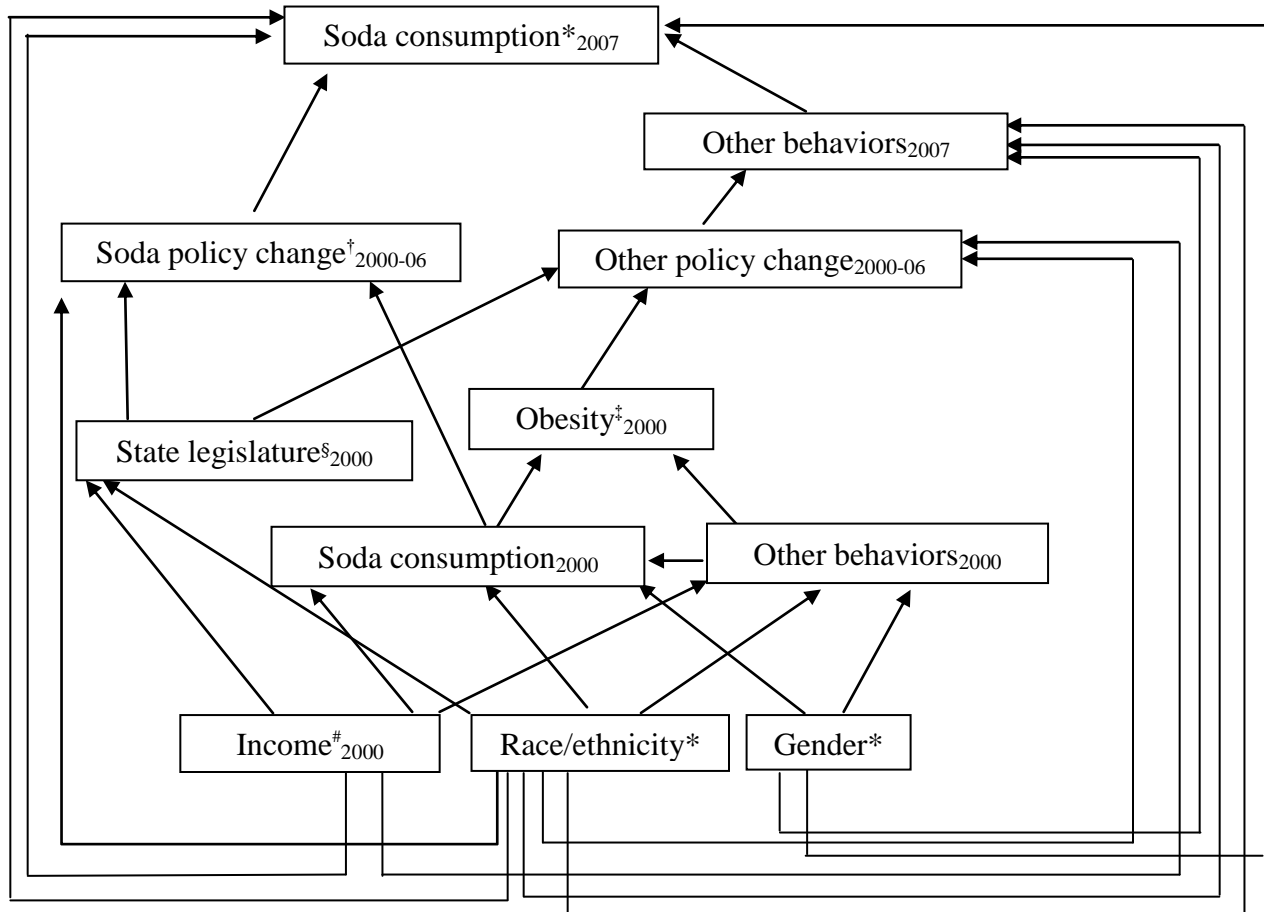 Soda consumption*2007
Other behaviors2007
Soda policy change†2000-06
Other policy change2000-06
Obesity‡2000
State legislature§2000
Soda consumption2000
Other behaviors2000
Income#2000
Race/ethnicity*
Gender*